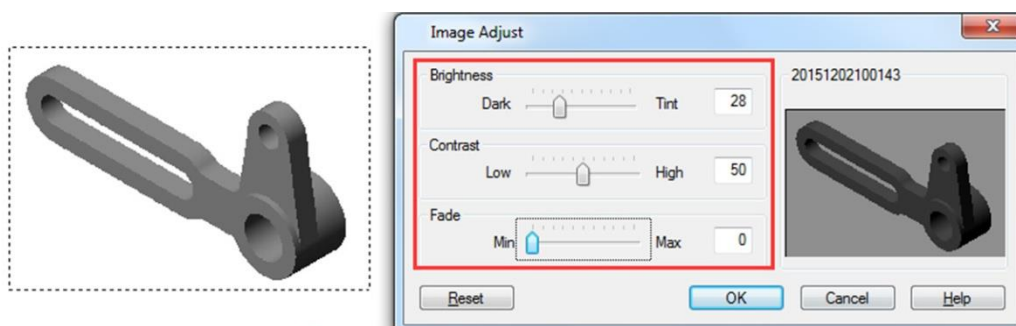 Image Adjust
Brightness
Dark Tint 28
Contrast
Low High 50
Fade
Min Max 0
20151202100143
Reset OK Cancel Help